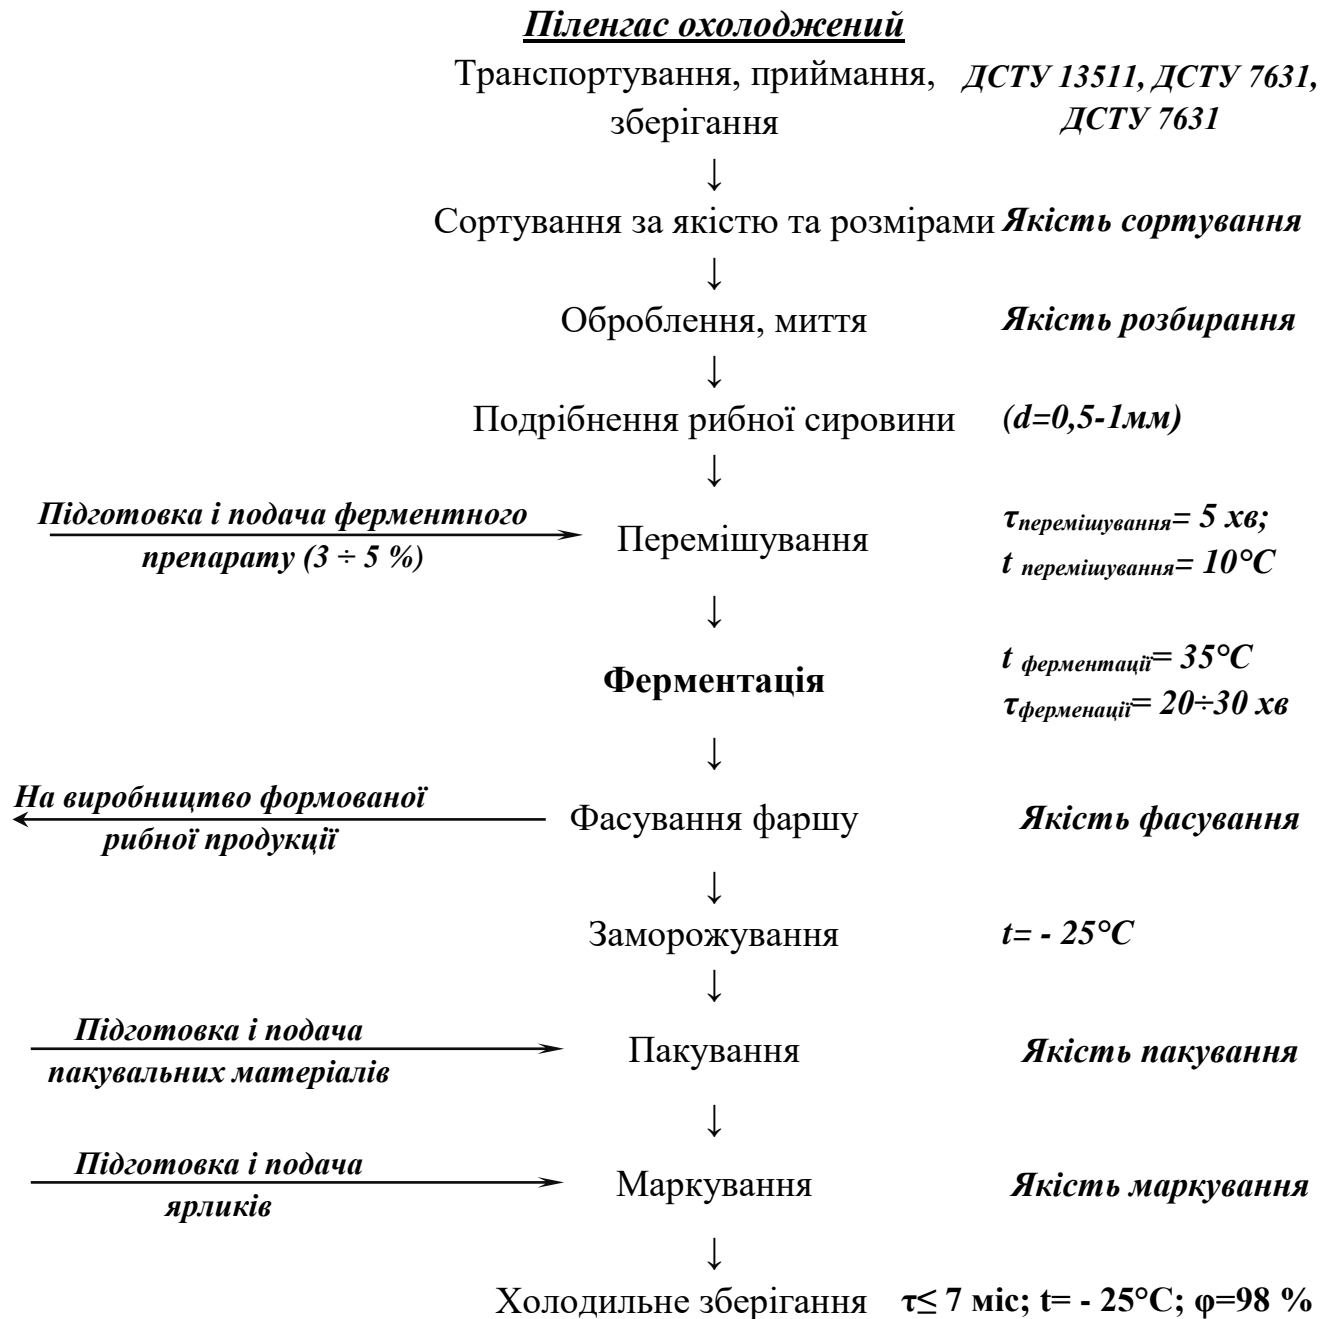 Піленгас охолоджений
Транспортування, приймання,
зберігання
ДСТУ 13511, ДСТУ 7631,
ДСТУ 7631
↓
Сортування за якістю та розмірами Якість сортування
↓
Оброблення, миття Якість розбирання
↓
Подрібнення рибної сировини (d=0,5-1мм)
↓
Підготовка і подача ферментного
препарату (3 ÷ 5 %)
Перемішування
τперемішування= 5 хв;
t перемішування= 10°С
↓
Ферментація
t ферментації= 35°С
τферменації= 20÷30 хв
↓
На виробництво формованої
рибної продукції
Фасування фаршу Якість фасування
↓
Заморожування t= - 25°С
↓
Підготовка і подача
пакувальних матеріалів
Пакування Якість пакування
↓
Підготовка і подача
ярликів
Маркування Якість маркування
↓
Холодильне зберігання τ≤ 7 міс; t= - 25°С; φ=98 %